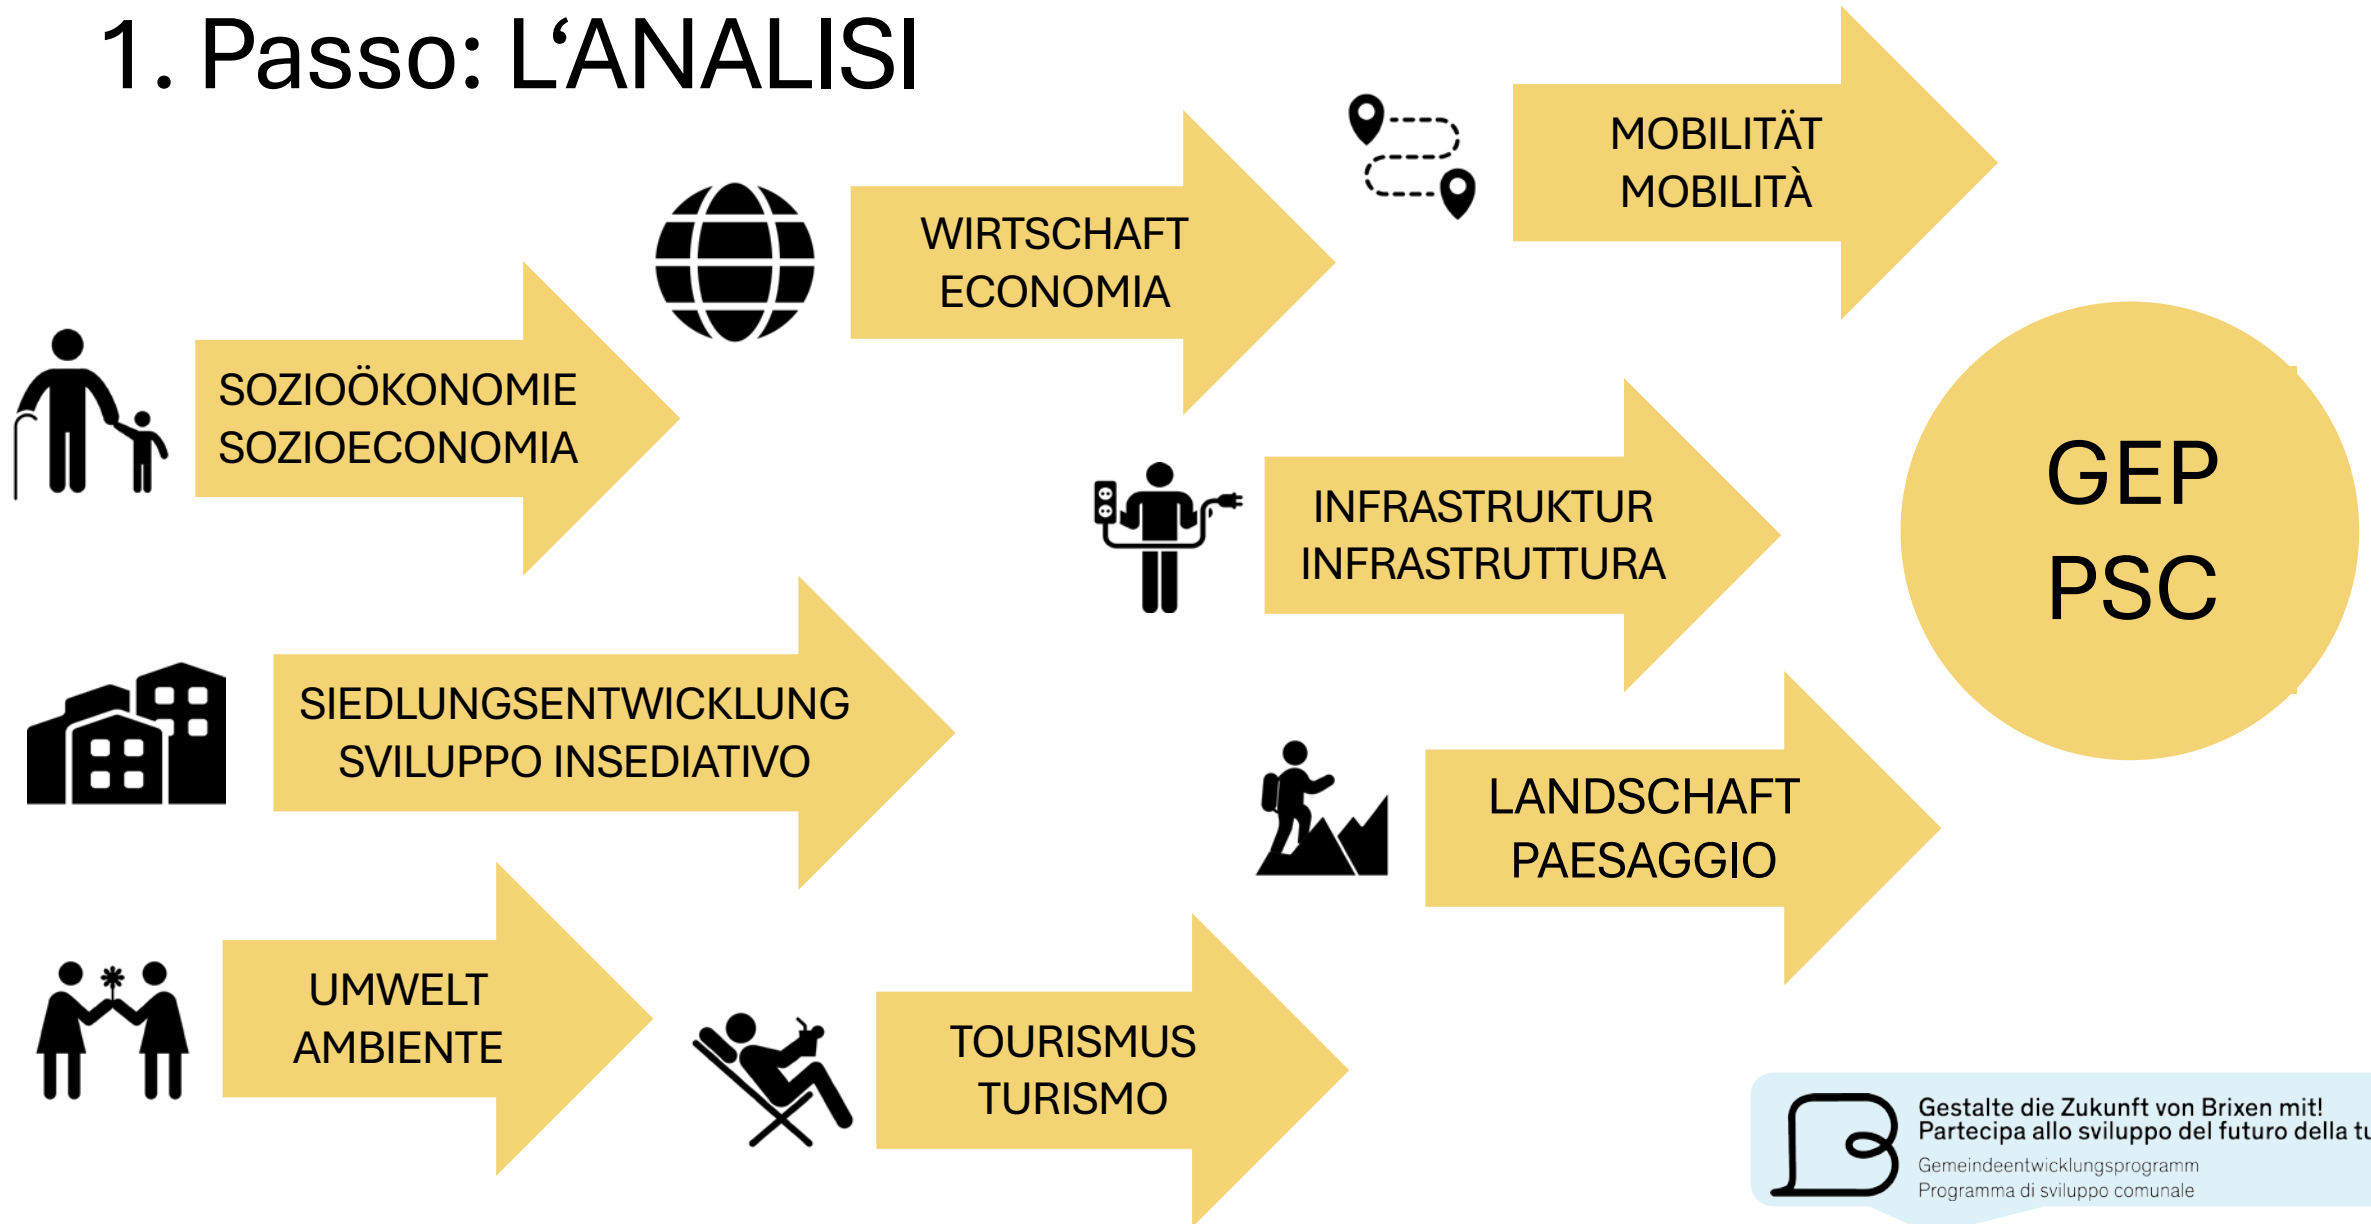 1. Passo: L‘ANALISI
MOBILITÄT
MOBILITÀ
WIRTSCHAFT
ECONOMIA
SOZIOÖKONOMIE
SOZIOECONOMIA
GEP
PSC
INFRASTRUKTUR
INFRASTRUTTURA
SIEDLUNGSENTWICKLUNG
SVILUPPO INSEDIATIVO
LANDSCHAFT
PAESAGGIO
UMWELT
AMBIENTE
TOURISMUS
TURISMO
Gestalte die Zukunft von Brixen mit!
Partecipa allo sviluppo del futuro della
Gemeindeentwicklungsprogramm
Programma di sviluppo comunale